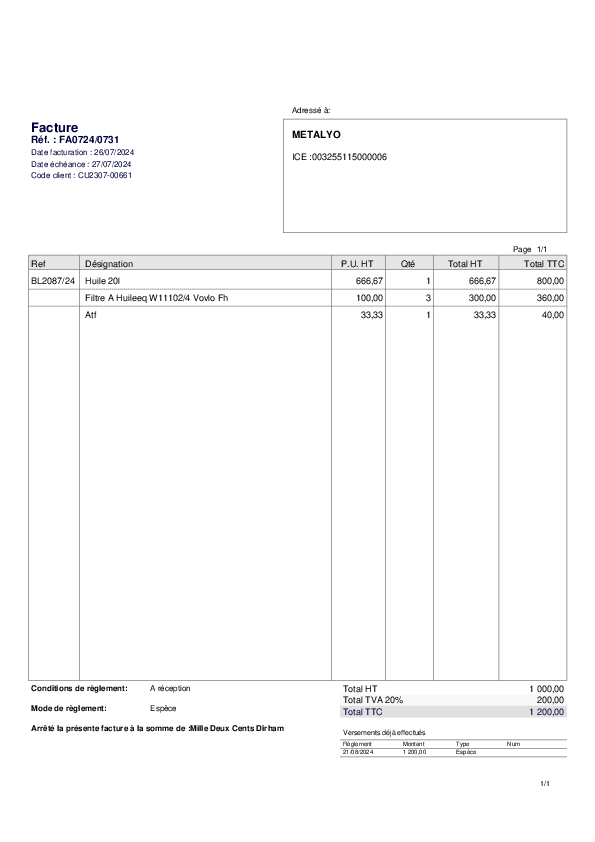 Adressé à:
Facture
Réf. : FA0724/0731
Date facturation : 26/07/2024
Date échéance : 27/07/2024
Code client : CU2307-00661
METALYO
ICE :003255115000006
Page 1/1
Ref Désignation P.U. HT Qté Total HT Total TTC
BL2087/24 Huile 20l 666,67 1 666,67 800,00
Filtre A Huileeq W11102/4 Vovlo Fh 100,00 3 300,00 360,00
Atf 33,33 1 33,33 40,00
Conditions de règlement: A réception
Mode de règlement: Espèce
Arrêté la présente facture à la somme de :Mille Deux Cents Dirham
Total HT 1 000,00
Total TVA 20% 200,00
Total TTC 1 200,00
Versements déjà effectués
Règlement Montant Type Num
21/08/2024 1 200,00 Espèce
1/1